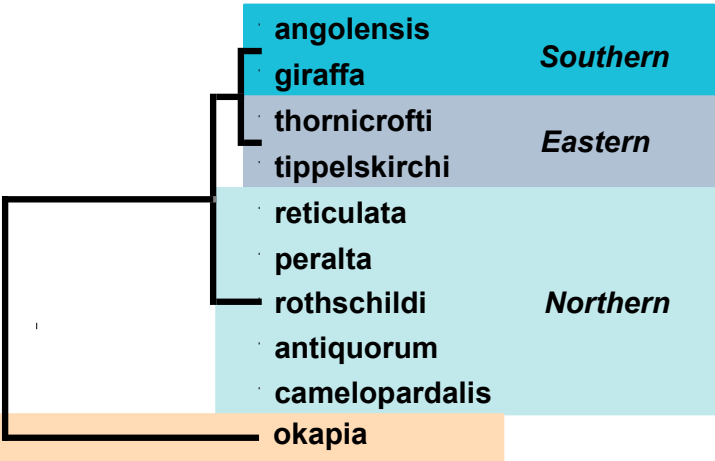 angolensis
giraffa
Southern
thornicrofti
tippelskirchi
Eastern
reticulata
peralta
rothschildi
Northern
antiquorum
camelopardalis
okapia